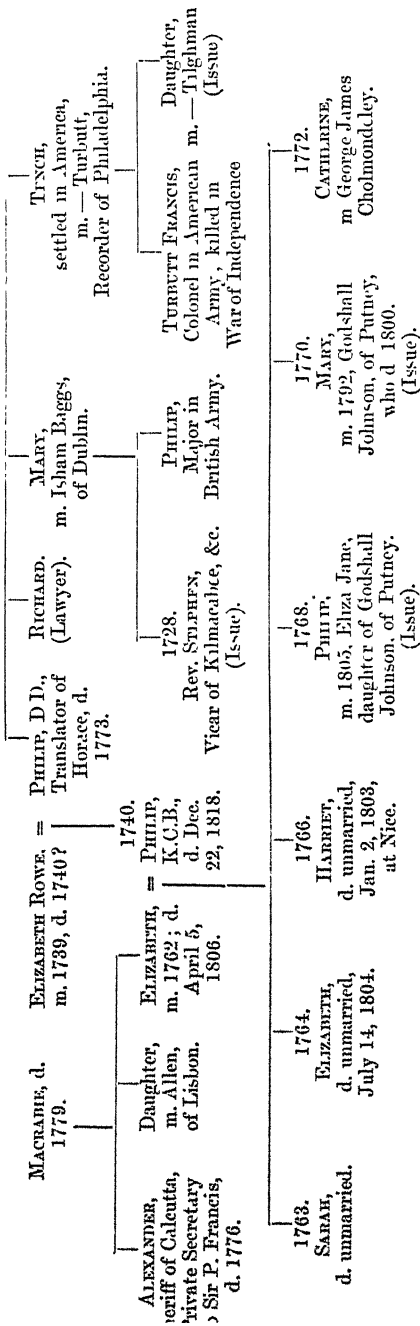 MACRABIE, d.
1779.
ELIZABETH ROWE. =
m. 1739, d. 1740?
PHILIP, D D.,
Translator of
Horace, d.
1773.
RICHARD.
(Lawyer).
MARY,
m. Isham Baggs,
of Dublin.
TENCH,
settled in America,
m. — Turbutt,
Recorder of Philadelphia.
ALEXANDER,
eriff of Calcutta,
Private Secretary
o Sir P. Francis,
d. 1776.
Daughter,
m. Allen,
of Lisbon.
ELIZABETH, =
m. 1762; d.
April 5,
1806.
1740.
PHILIP,
K.C.B.,
d. Dec.
22, 1818.
1728.
Rev. STEPHEN,
Vicar of Kilmacabce, &c.
(Issue).
PHILIP,
Major in
British Army.
TURBUTT FRANCIS,
Colonel in American
Army, killed in
War of Independence
Daughter,
m. — Tilghman
(Issue)
1763.
SARAH,
d. unmarried.
1764.
ELIZABETH,
d. unmarried,
July 14, 1804.
1766.
HARRIET,
d. unmarried,
Jan. 2, 1803,
at Nice.
1768.
PHILIP,
m. 1805, Eliza Jane,
daughter of Godshall
Johnson, of Putney.
(Issue).
1770.
MARY,
m. 1792, Godshall
Johnson, of Putney,
who d 1800.
(Issue).
1772.
CATHERINE,
m George James
Cholmondeley.